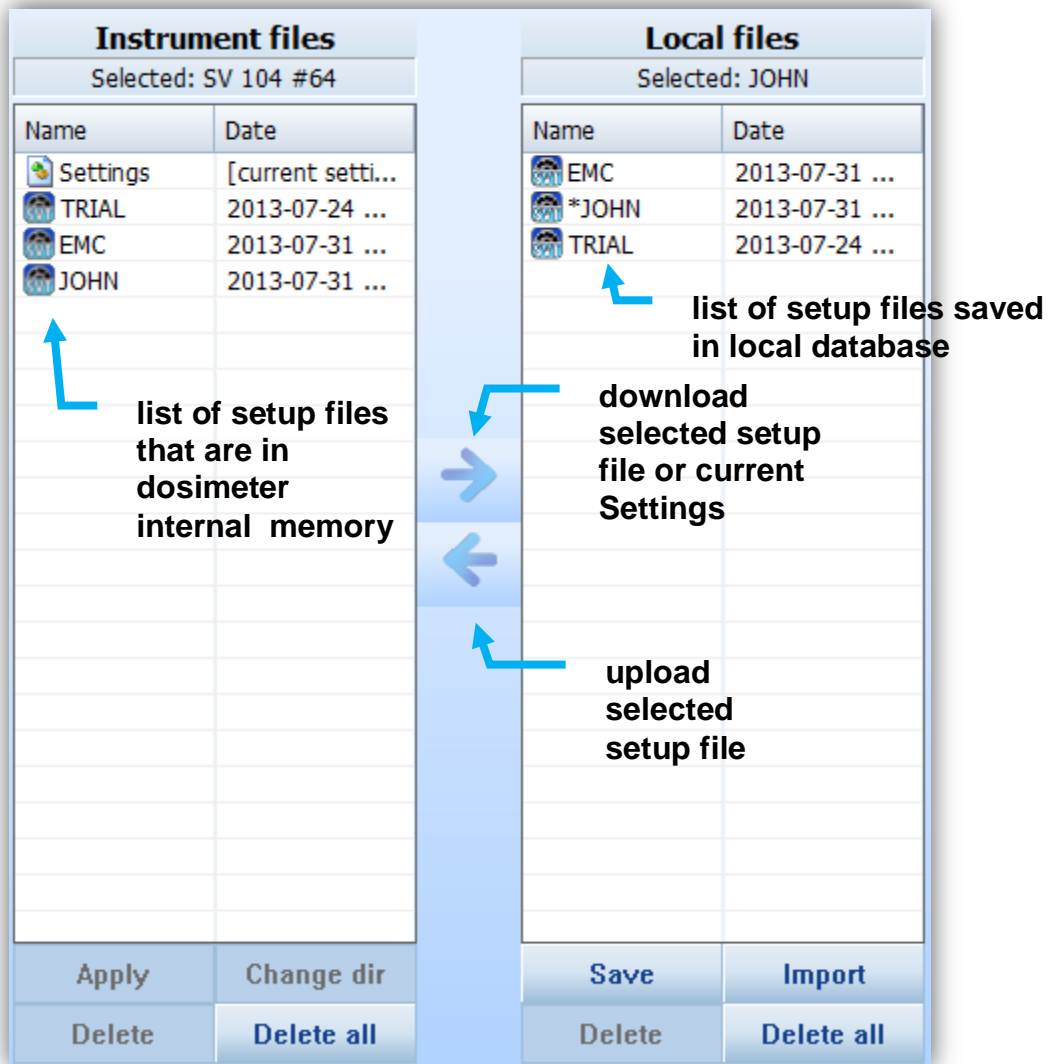 Instrument files
Selected: SV 104 #64
Name Date
Settings [current setti...
TRIAL 2013-07-24 ...
EMC 2013-07-31 ...
JOHN 2013-07-31 ...
list of setup files
that are in
dosimeter
internal memory
Apply Change dir
Delete Delete all
download
selected setup
file or current
Settings
upload
selected
setup file
Local files
Selected: JOHN
Name Date
EMC 2013-07-31 ...
*JOHN 2013-07-31 ...
TRIAL 2013-07-24 ...
list of setup files saved
in local database
Save Import
Delete Delete all